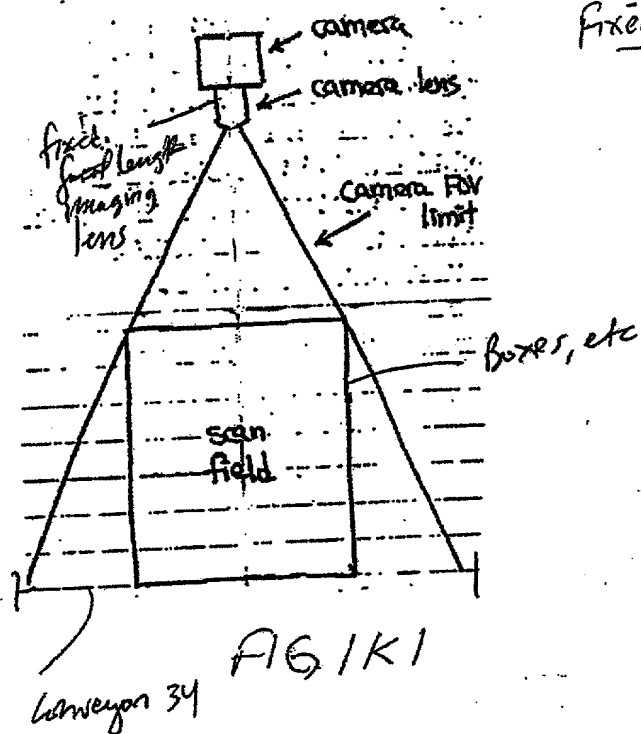 Fixe
camera
camera lens
fixed
focal length
imaging
lens
camera FOV
limit
Boxes, etc
scan
field
FIG 1K1
Conveyor 34